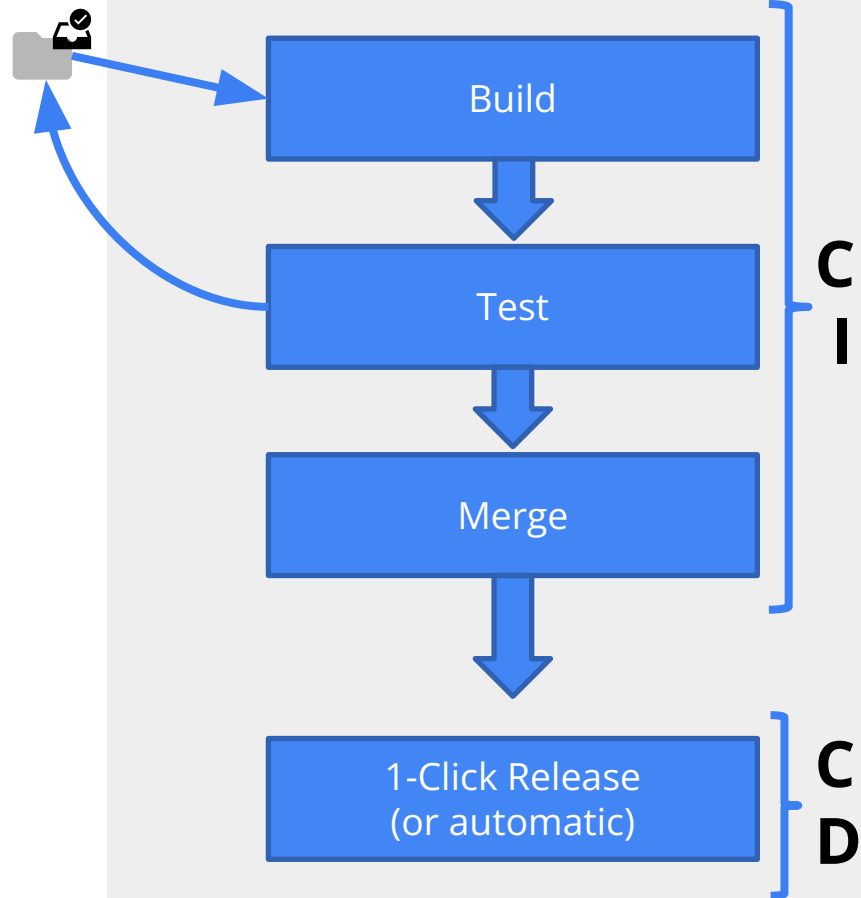 Build
Test
C
I
Merge
1-Click Release
(or automatic)
C
D